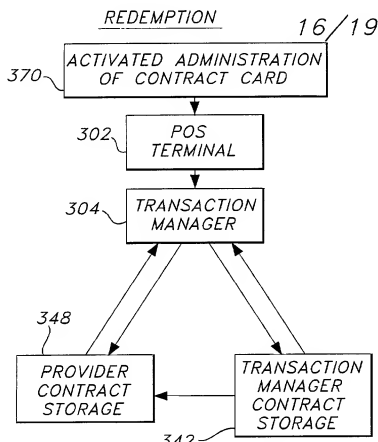 REDEMPTION
16/19
370
ACTIVATED ADMINISTRATION
OF CONTRACT CARD
302
POS
TERMINAL
304
TRANSACTION
MANAGER
348
PROVIDER
CONTRACT
STORAGE
TRANSACTION
MANAGER
CONTRACT
STORAGE
342